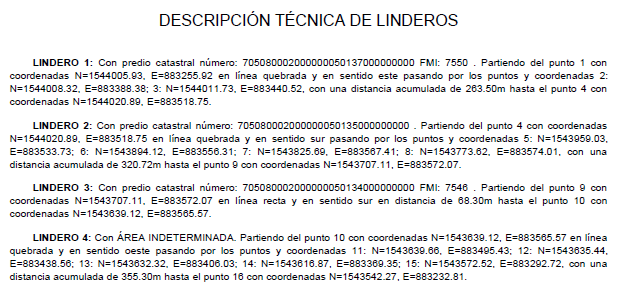 DESCRIPCIÓN TÉCNICA DE LINDEROS
LINDERO 1: Con predio catastral número: 705080002000000050137000000000 FMI: 7550 . Partiendo del punto 1 con
coordenadas N=1544005.93, E=883255.92 en línea quebrada y en sentido este pasando por los puntos y coordenadas 2:
N=1544008.32, E=883388.38; 3: N=1544011.73, E=883440.52, con una distancia acumulada de 263.50m hasta el punto 4 con
coordenadas N=1544020.89, E=883518.75.
LINDERO 2: Con predio catastral número: 705080002000000050135000000000 . Partiendo del punto 4 con coordenadas
N=1544020.89, E=883518.75 en línea quebrada y en sentido sur pasando por los puntos y coordenadas 5: N=1543959.03,
E=883533.73; 6: N=1543894.12, E=883556.31; 7: N=1543825.69, E=883567.41; 8: N=1543773.62, E=883574.01, con una
distancia acumulada de 320.72m hasta el punto 9 con coordenadas N=1543707.11, E=883572.07.
LINDERO 3: Con predio catastral número: 705080002000000050134000000000 FMI: 7546 . Partiendo del punto 9 con
coordenadas N=1543707.11, E=883572.07 en línea recta y en sentido sur en distancia de 68.30m hasta el punto 10 con
coordenadas N=1543639.12, E=883565.57.
LINDERO 4: Con ÁREA INDETERMINADA. Partiendo del punto 10 con coordenadas N=1543639.12, E=883565.57 en línea
quebrada y en sentido oeste pasando por los puntos y coordenadas 11: N=1543639.66, E=883495.43; 12: N=1543635.44,
E=883438.56; 13: N=1543632.32, E=883406.03; 14: N=1543616.87, E=883369.35; 15: N=1543572.52, E=883292.72, con una
distancia acumulada de 355.30m hasta el punto 16 con coordenadas N=1543542.27, E=883232.81.